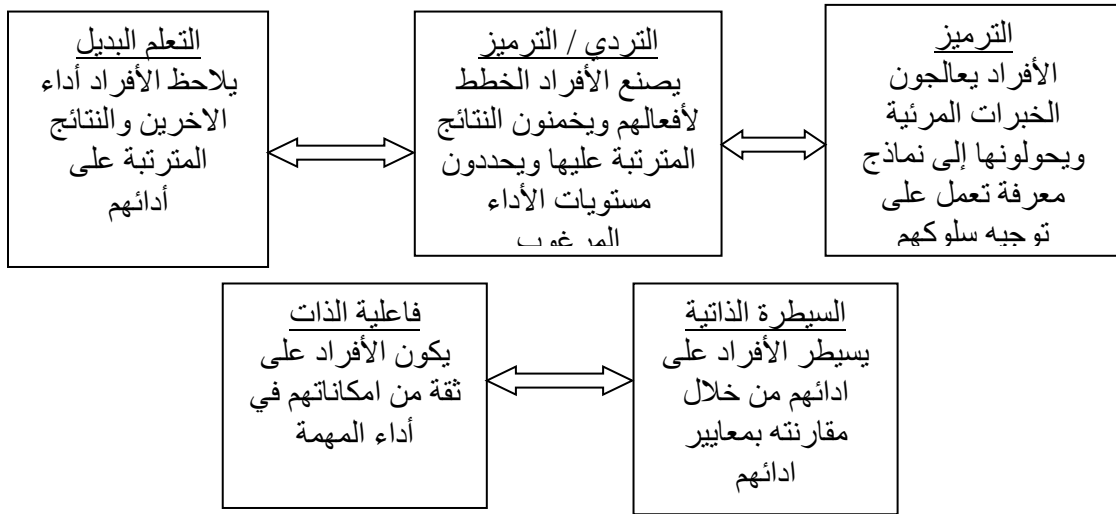 الترميز
الأفراد يعالجون
الخبرات المرئية
ويحولونها إلى نماذج
معرفة تعمل على
توجيه سلوكهم
التردي / الترميز
يصنع الأفراد الخطط
لأفعالهم ويخمنون النتائج
المترتبة عليها ويحددون
مستويات الأداء
المرغوب
التعلم البديل
يلاحظ الأفراد أداء
الاخرين والنتائج
المترتبة على
أدائهم
السيطرة الذاتية
يسيطر الأفراد على
ادائهم من خلال
مقارنته بمعايير
ادائهم
فاعلية الذات
يكون الأفراد على
ثقة من امكاناتهم في
أداء المهمة